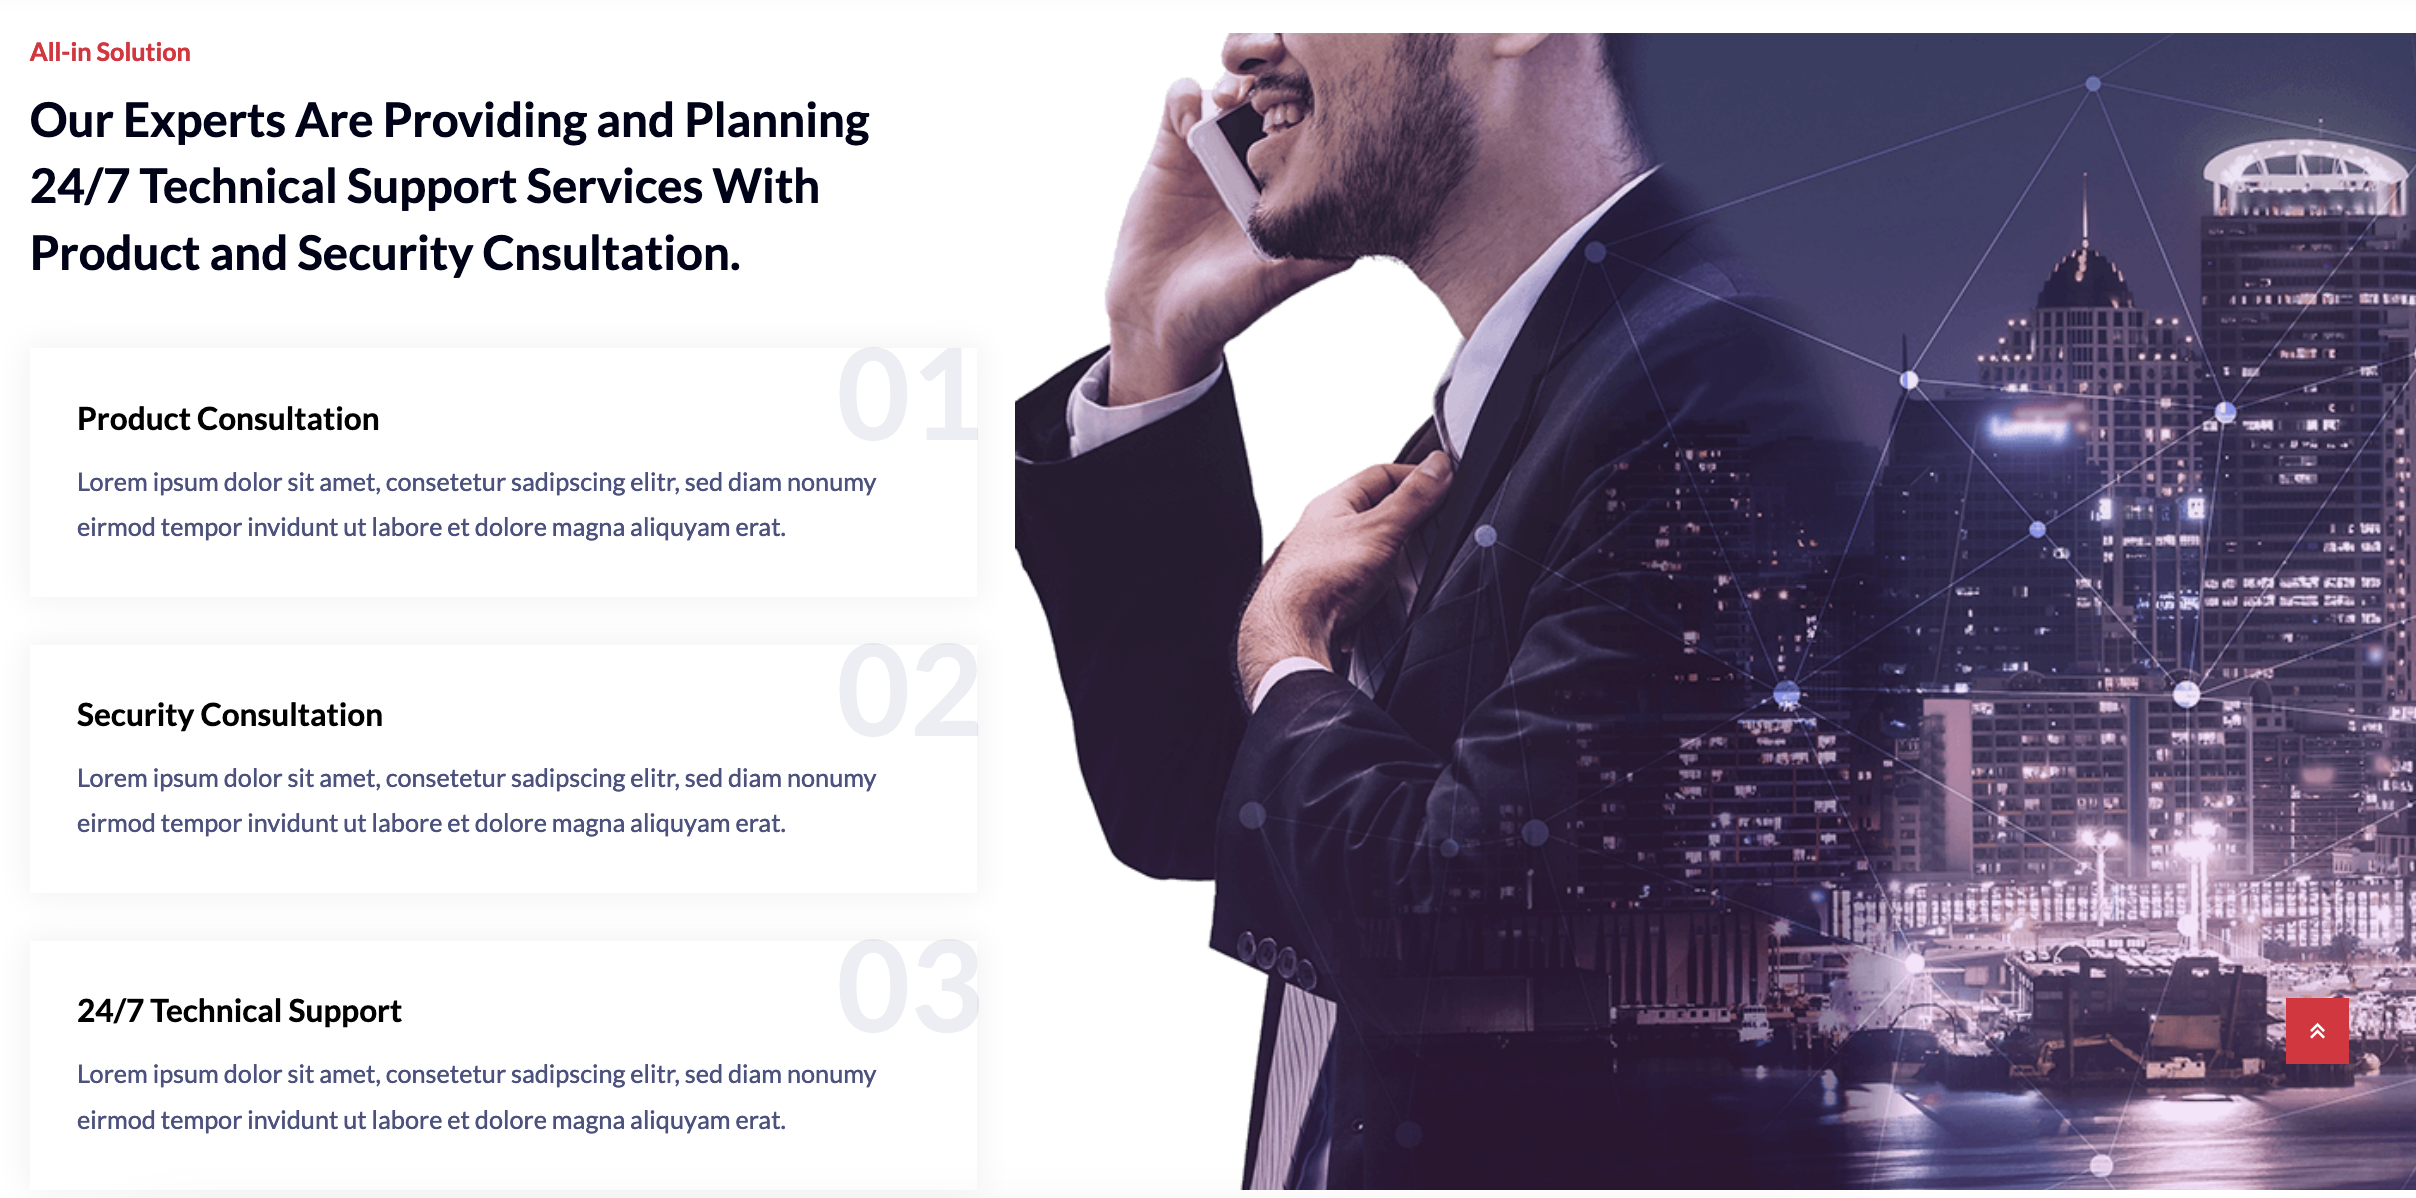 All-in Solution
Our Experts Are Providing and Planning
24/7 Technical Support Services With
Product and Security Cnsultation.
01
Product Consultation
Lorem ipsum dolor sit amet, consetetur sadipscing elitr, sed diam nonumy
eirmod tempor invidunt ut labore et dolore magna aliquyam erat.
02
Security Consultation
Lorem ipsum dolor sit amet, consetetur sadipscing elitr, sed diam nonumy
eirmod tempor invidunt ut labore et dolore magna aliquyam erat.
03
24/7 Technical Support
Lorem ipsum dolor sit amet, consetetur sadipscing elitr, sed diam nonumy
eirmod tempor invidunt ut labore et dolore magna aliquyam erat.